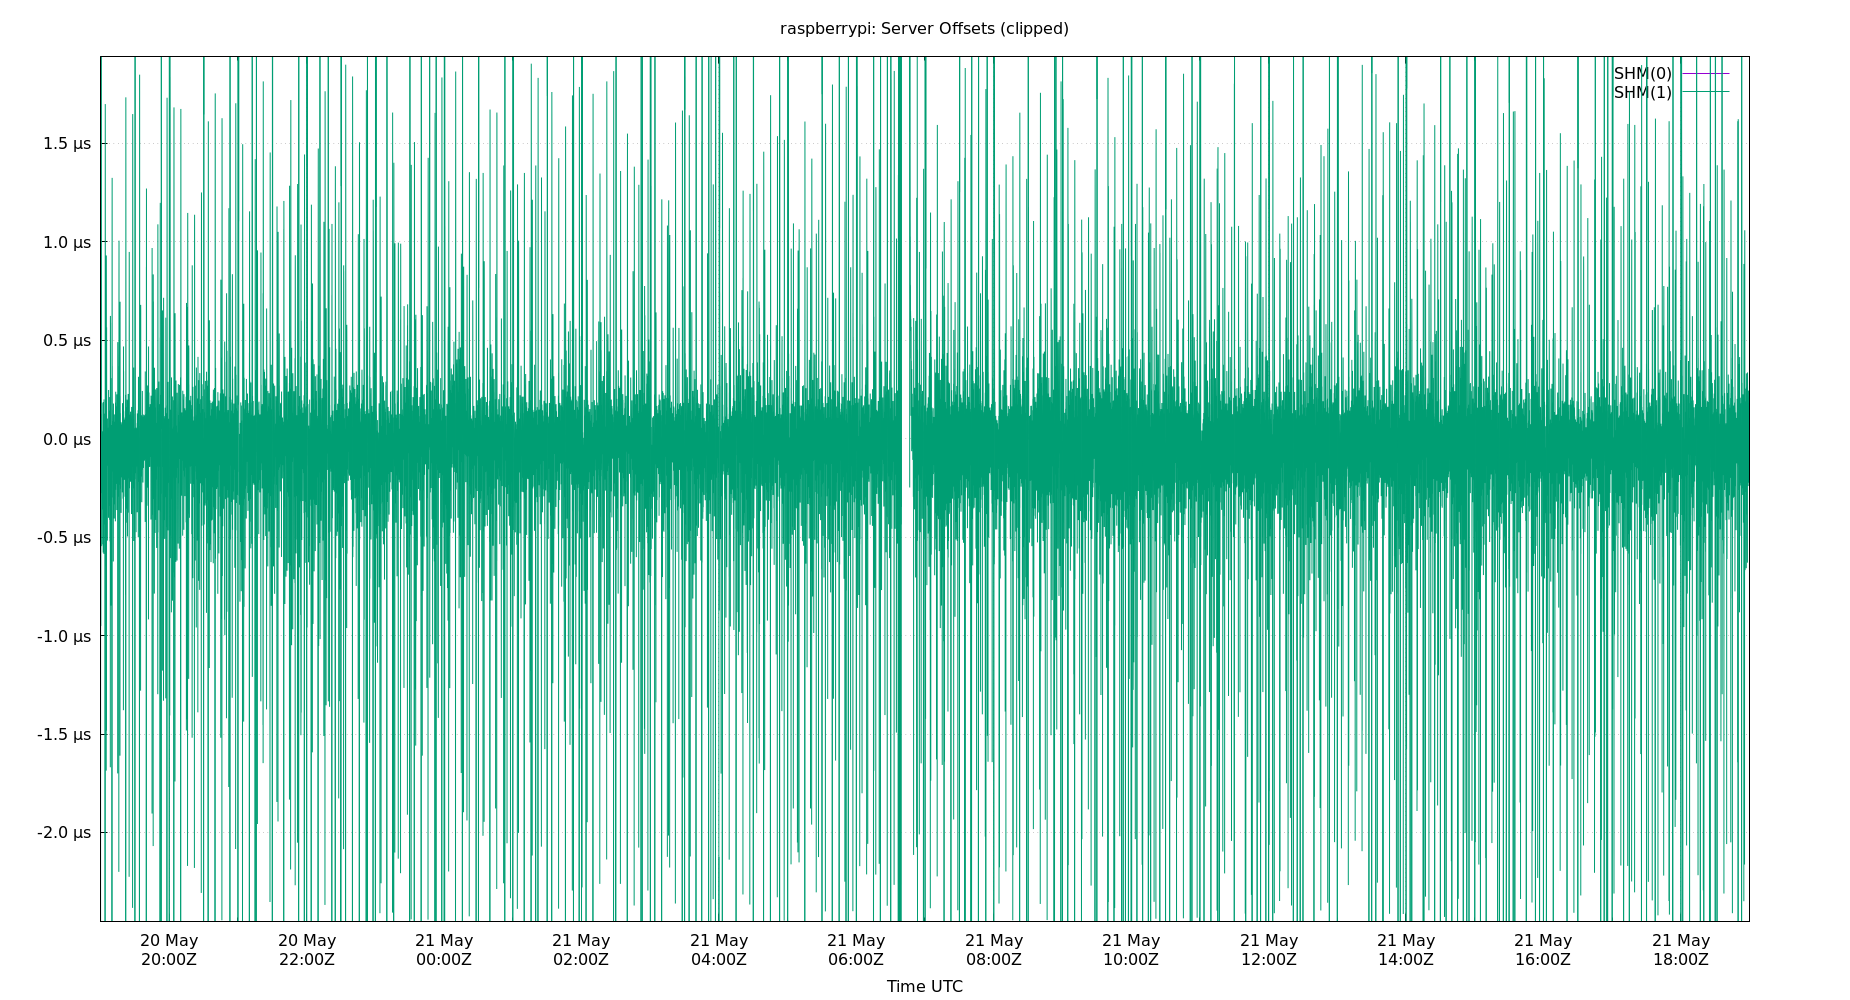 raspberrypi: Server Offsets (clipped)
SHM(0)
SHM(1)
1.5 µs
1.0 µs
0.5 µs
0.0 µs
-0.5 µs
-1.0 µs
-1.5 µs
-2.0 µs
20 May 20 May 21 May 21 May 21 May 21 May 21 May 21 May 21 May 21 May 21 May 21 May
20:00Z 22:00Z 00:00Z 02:00Z 04:00Z 06:00Z 08:00Z 10:00Z 12:00Z 14:00Z 16:00Z 18:00Z
Time UTC